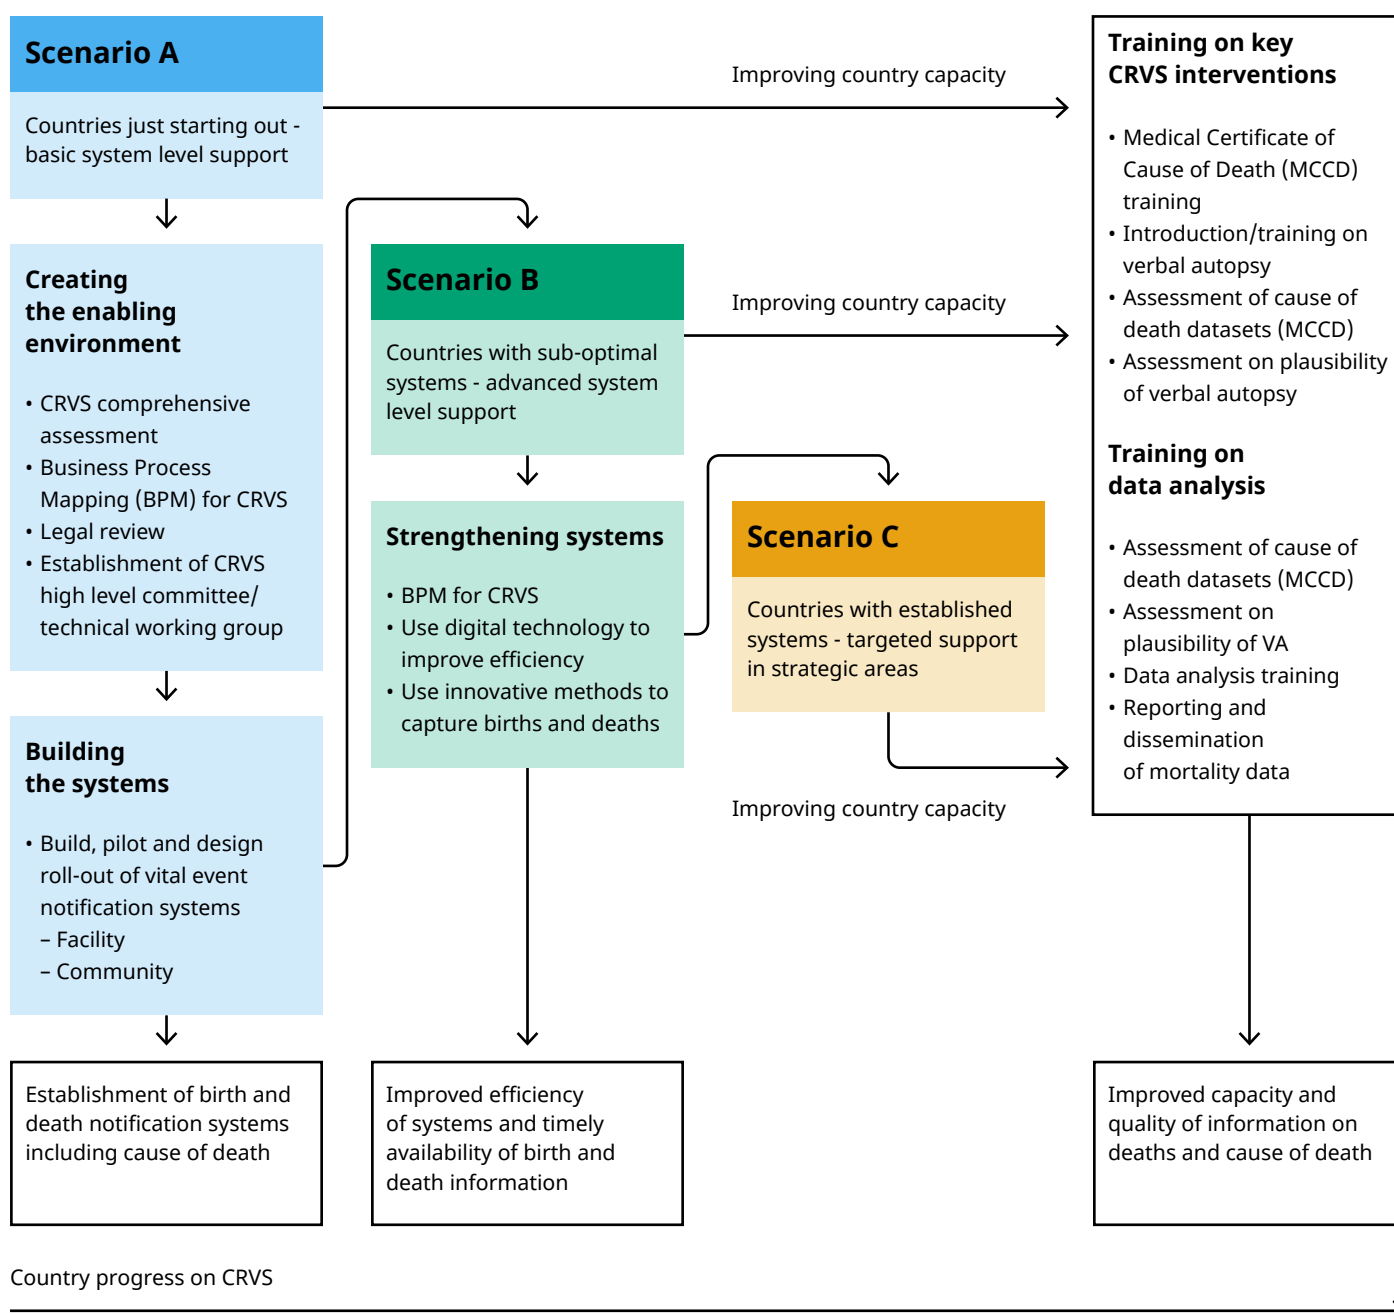 Scenario A
Countries just starting out -
basic system level support
Creating
the enabling
environment
• CRVS comprehensive
assessment
• Business Process
Mapping (BPM) for CRVS
• Legal review
• Establishment of CRVS
high level committee/
technical working group
Building
the systems
• Build, pilot and design
roll-out of vital event
notification systems
– Facility
– Community
Establishment of birth and
death notification systems
including cause of death
Scenario B
Countries with sub-optimal
systems - advanced system
level support
Strengthening systems
• BPM for CRVS
• Use digital technology to
improve efficiency
• Use innovative methods to
capture births and deaths
Improved efficiency
of systems and timely
availability of birth and
death information
Improving country capacity
Improving country capacity
Scenario C
Countries with established
systems - targeted support
in strategic areas
Improving country capacity
Training on key
CRVS interventions
• Medical Certificate of
Cause of Death (MCCD)
training
• Introduction/training on
verbal autopsy
• Assessment of cause of
death datasets (MCCD)
• Assessment on plausibility
of verbal autopsy
Training on
data analysis
• Assessment of cause of
death datasets (MCCD)
• Assessment on
plausibility of VA
• Data analysis training
• Reporting and
dissemination
of mortality data
Improved capacity and
quality of information on
deaths and cause of death
Country progress on CRVS